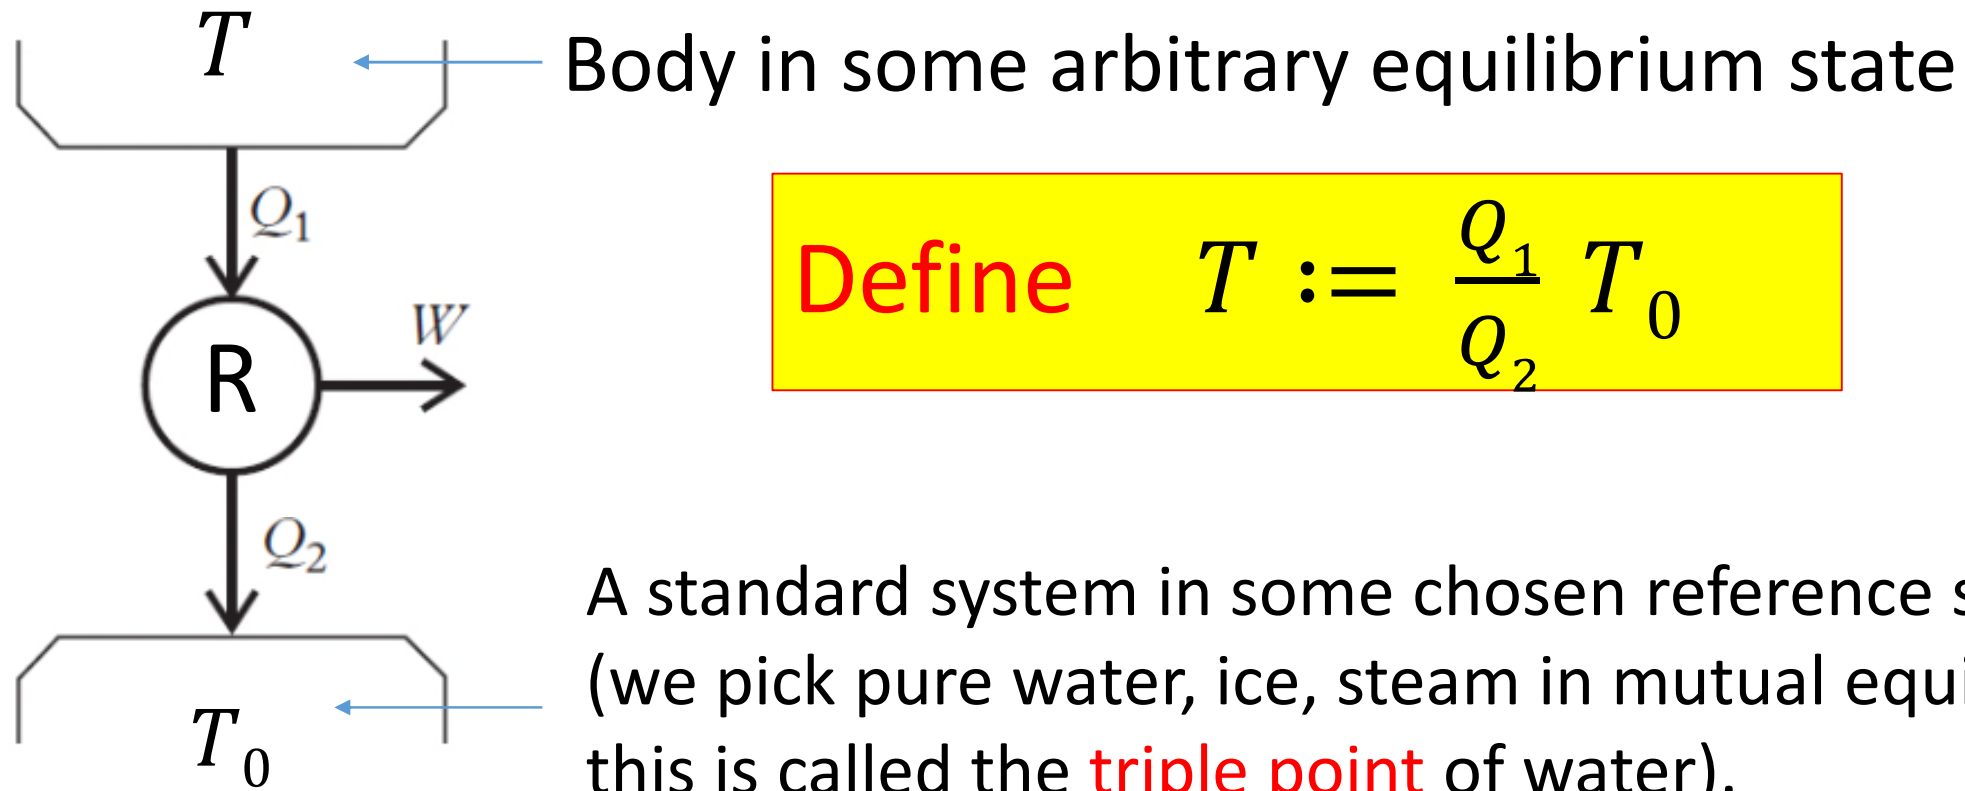 T
Body in some arbitrary equilibrium state
Q₁
Define T := Q₁/Q₂ T₀
W
R
Q₂
A standard system in some chosen reference s
(we pick pure water, ice, steam in mutual equi
this is called the triple point of water).
T₀